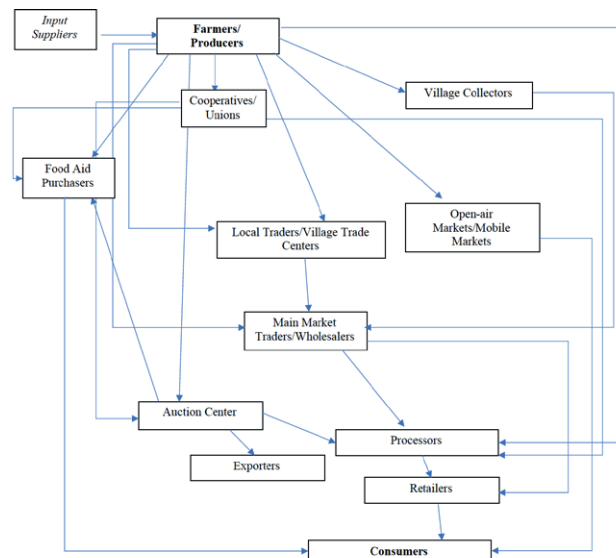 Input
Suppliers
Farmers/
Producers
Village Collectors
Cooperatives/
Unions
Food Aid
Purchasers
Open-air
Markets/Mobile
Markets
Local Traders/Village Trade
Centers
Main Market
Traders/Wholesalers
Auction Center
Processors
Exporters
Retailers
Consumers